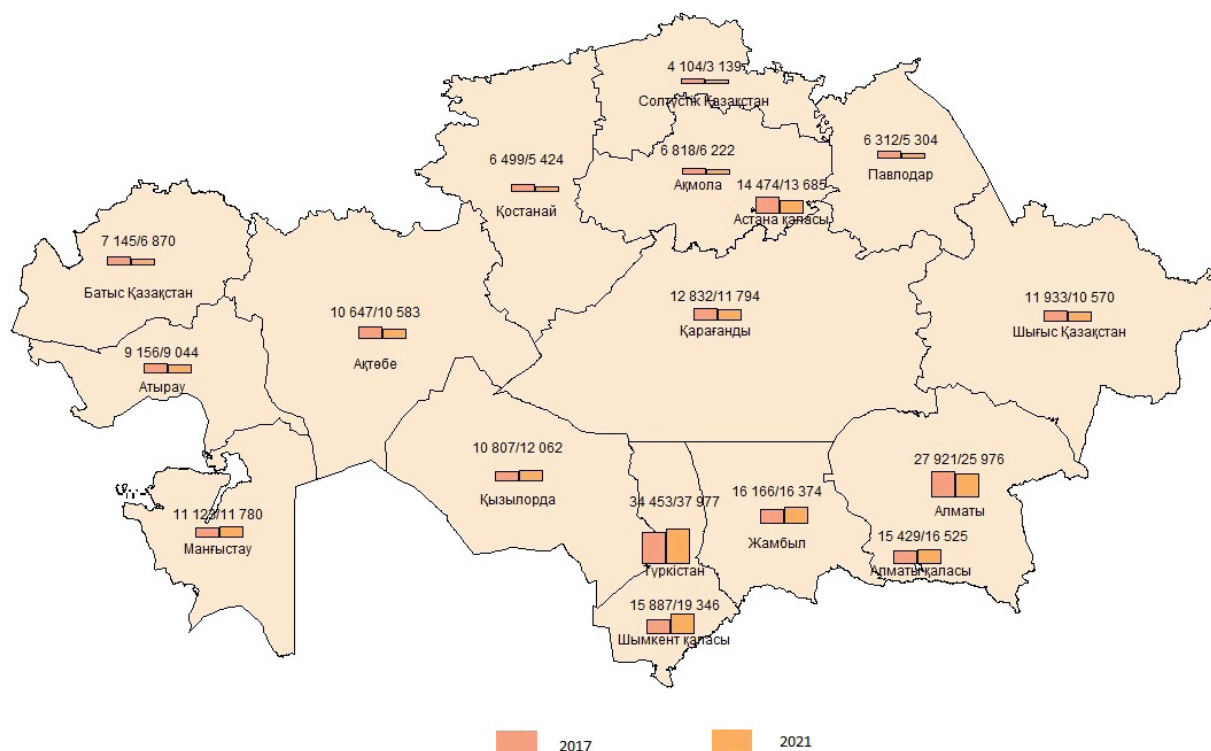 4 104/3 139
Солтүстік Қазақстан
6 312/5 304
Павлодар
6 499/5 424
Қостанай
6 818/6 222
Ақмола
14 474/13 685
Астана қаласы
7 145/6 870
Батыс Қазақстан
10 647/10 583
Ақтөбе
12 832/11 794
Қарағанды
11 933/10 570
Шығыс Қазақстан
9 156/9 044
Атырау
10 807/12 062
Қызылорда
27 921/25 976
Алматы
34 453/37 977
Түркістан
16 166/16 374
Жамбыл
11 123/11 780
Манғыстау
15 429/16 525
Алматы қаласы
15 887/19 346
Шымкент қаласы
2017
2021